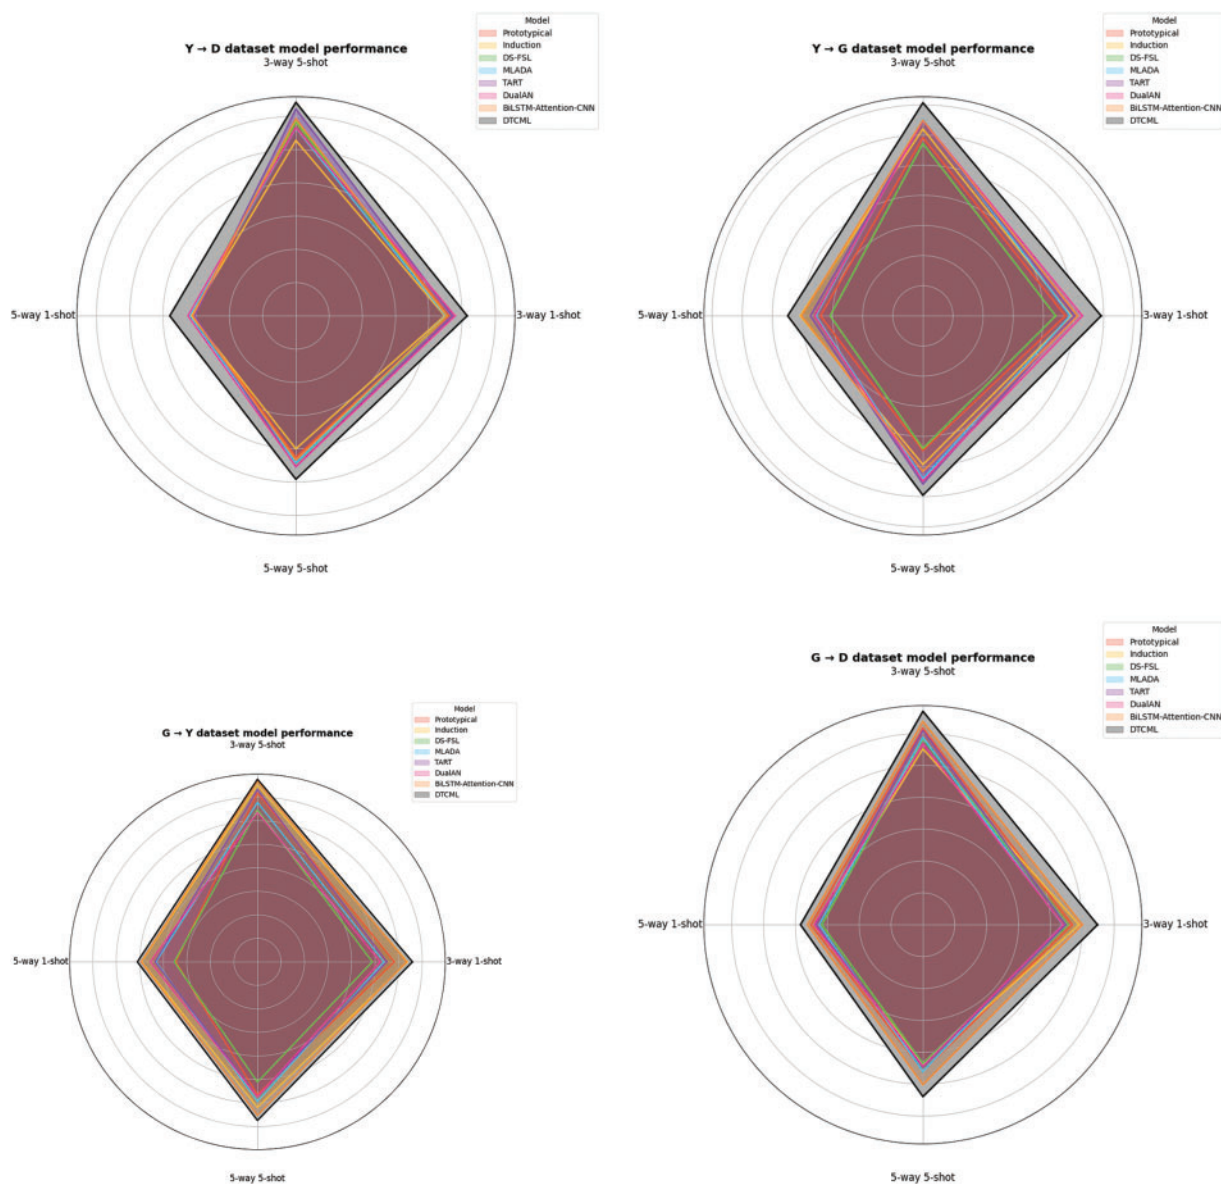 Y → D dataset model performance
3-way 5-shot
Model
Prototypical
Induction
DS-FSL
MLADA
TART
DualAN
BiLSTM-Attention-CNN
DTCML
5-way 1-shot
3-way 1-shot
5-way 5-shot
Y → G dataset model performance
3-way 5-shot
Model
Prototypical
Induction
DS-FSL
MLADA
TART
DualAN
BiLSTM-Attention-CNN
DTCML
5-way 1-shot
3-way 1-shot
5-way 5-shot
G → Y dataset model performance
3-way 5-shot
Model
Prototypical
Induction
DS-FSL
MLADA
TART
DualAN
BiLSTM-Attention-CNN
DTCML
5-way 1-shot
3-way 1-shot
5-way 5-shot
G → D dataset model performance
3-way 5-shot
Model
Prototypical
Induction
DS-FSL
MLADA
TART
DualAN
BiLSTM-Attention-CNN
DTCML
5-way 1-shot
3-way 1-shot
5-way 5-shot